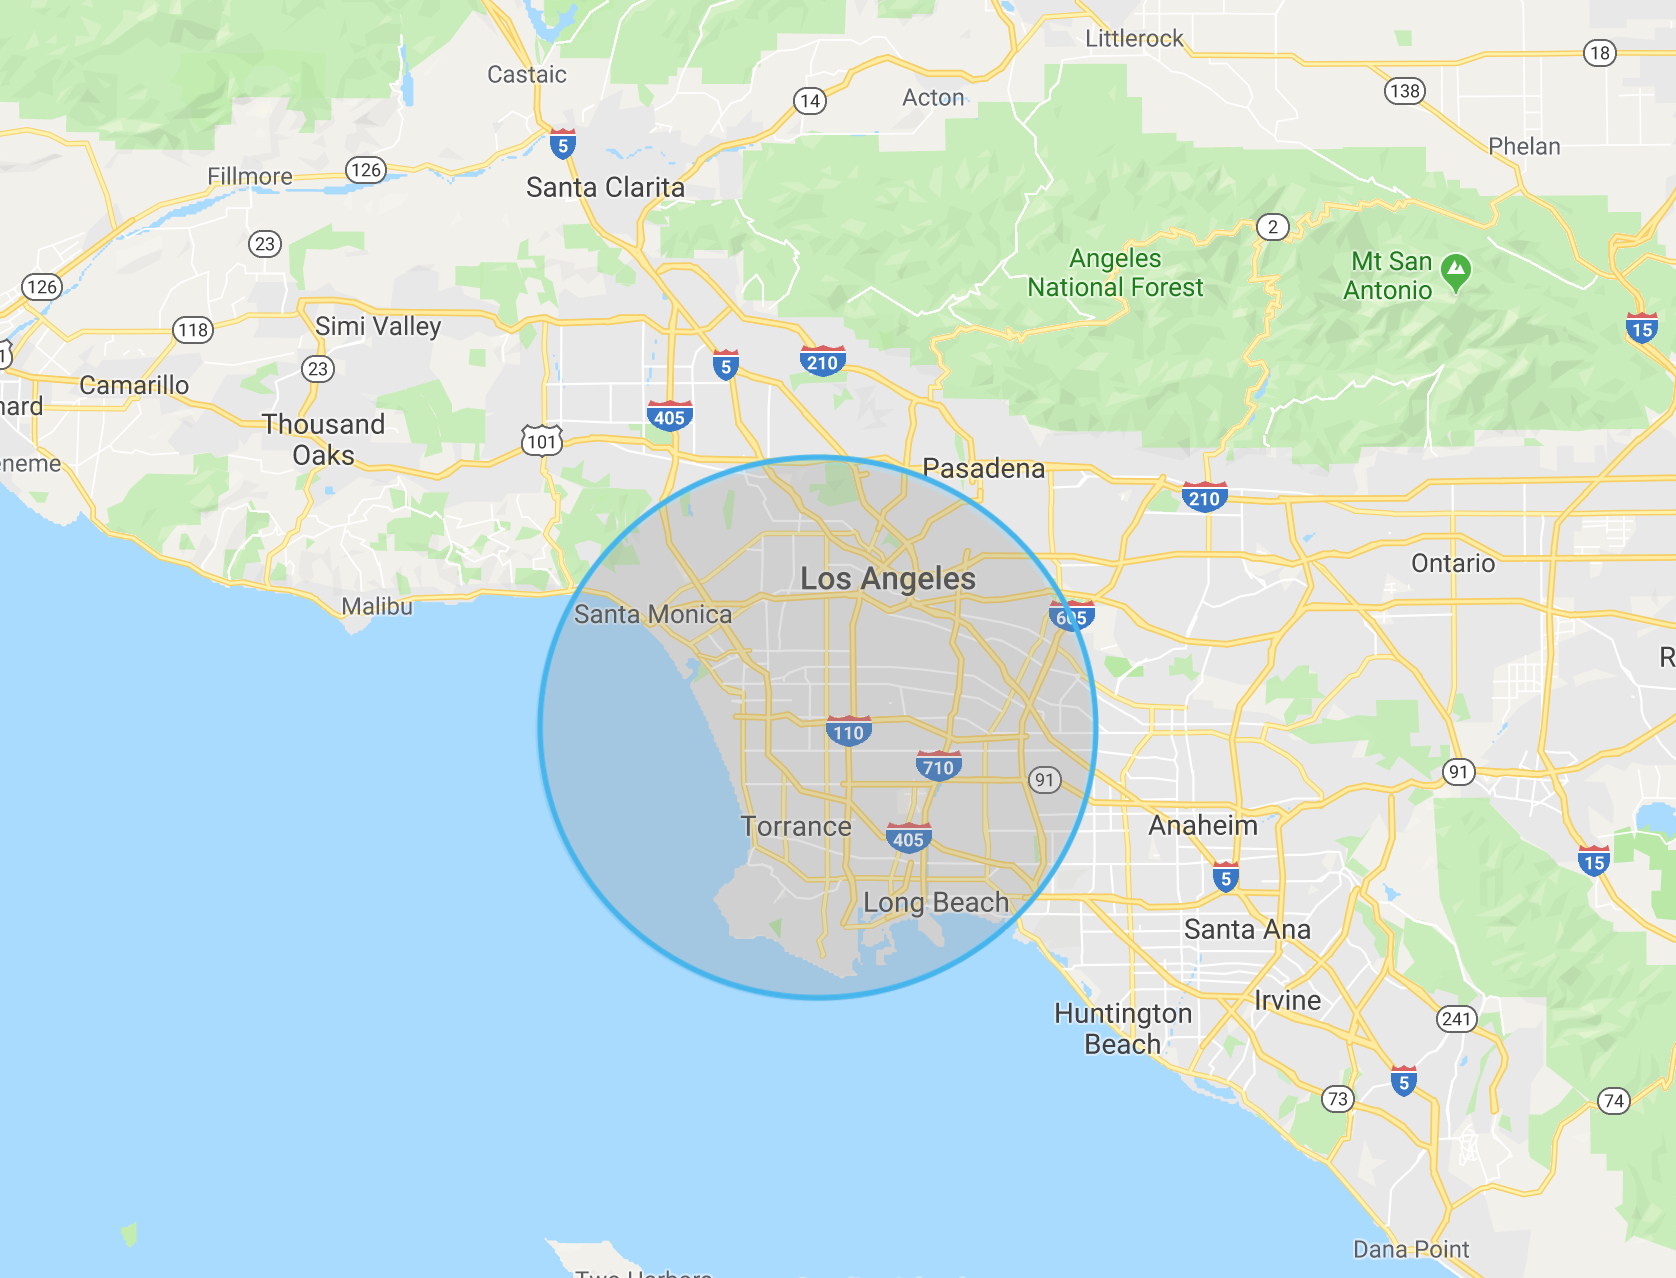 Littlerock
18
Castaic
138
14
Acton
5
Phelan
126
Fillmore
Santa Clarita
2
23
Angeles
National Forest
Mt San
Antonio
126
118
Simi Valley
15
5
210
23
Camarillo
405
Thousand
Oaks
101
Pasadena
210
Ontario
Los Angeles
Malibu
Santa Monica
605
110
710
91
91
Torrance
Anaheim
405
15
5
Long Beach
Santa Ana
Irvine
Huntington
Beach
241
5
73
74
Dana Point
Two Harbors